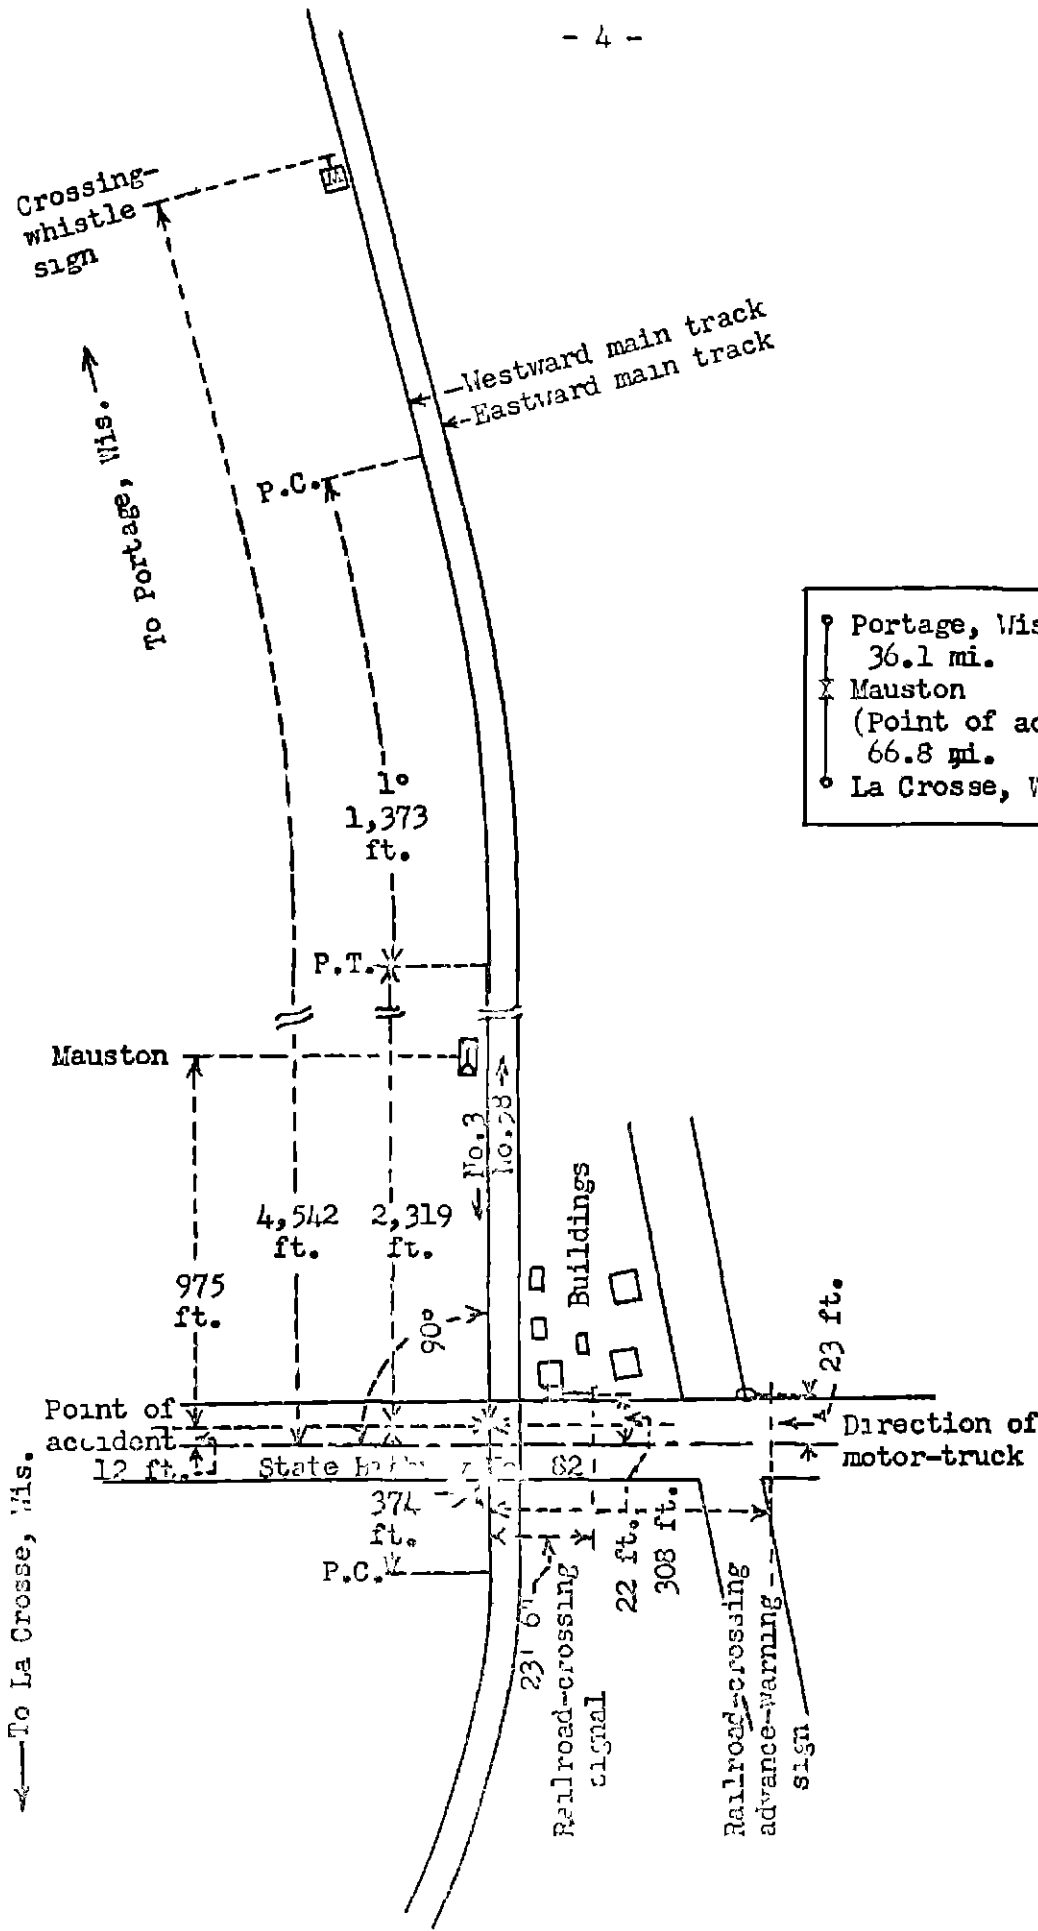 - 4 -
Crossing-
whistle
sign
Westward main track
Eastward main track
To Portage, Wis.
P.C.
Portage, Wis
36.1 mi.
Mauston
(Point of ac
66.8 mi.
La Crosse, W
1°
1,373
ft.
P.T.
Mauston
No.3
No.58
Buildings
4,542
ft.
2,319
ft.
975
ft.
90°
23 ft.
Point of
accident
12 ft.
State 82
Direction of
motor-truck
374
ft.
P.C.
23' 6"
22 ft.
308 ft.
Railroad-crossing
signal
Railroad-crossing
advance-warning
sign
To La Crosse, Wis.